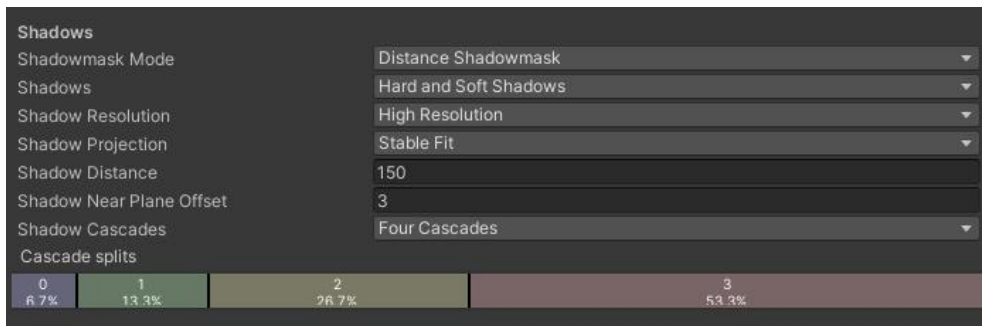 Shadows
Shadowmask Mode Distance Shadowmask
Shadows Hard and Soft Shadows
Shadow Resolution High Resolution
Shadow Projection Stable Fit
Shadow Distance 150
Shadow Near Plane Offset 3
Shadow Cascades Four Cascades
Cascade splits
0 1 2 3
6.7% 13.3% 26.7% 53.3%